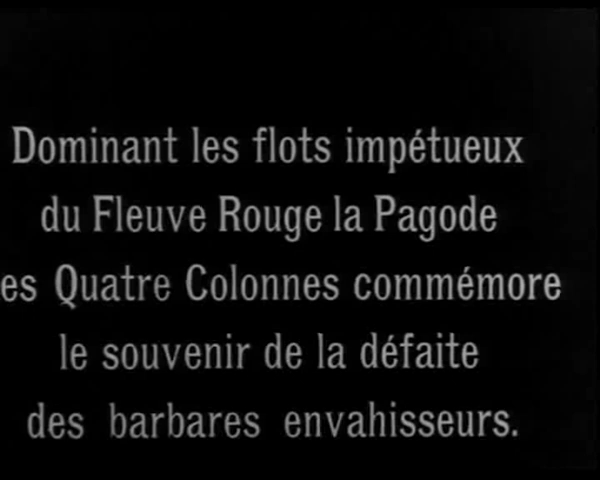 Dominant les flots impétueux
du Fleuve Rouge la Pagode
es Quatre Colonnes commémore
le souvenir de la défaite
des barbares envahisseurs.